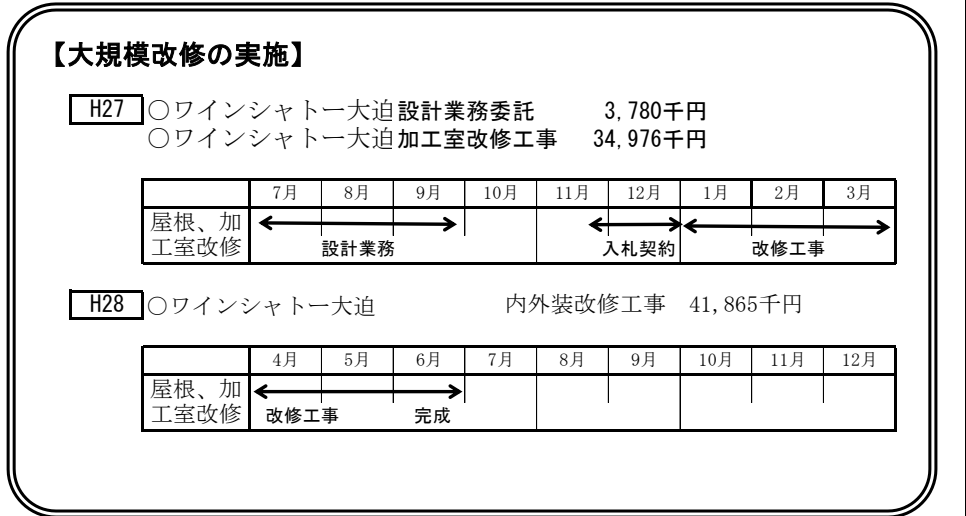 【大規模改修の実施】
H27 ○ワインシャトー大迫設計業務委託 3,780千円
○ワインシャトー大迫加工室改修工事 34,976千円
7月 8月 9月 10月 11月 12月 1月 2月 3月
屋根、加
工室改修 設計業務 入札契約 改修工事
H28 ○ワインシャトー大迫 内外装改修工事 41,865千円
4月 5月 6月 7月 8月 9月 10月 11月 12月
屋根、加
工室改修 改修工事 完成